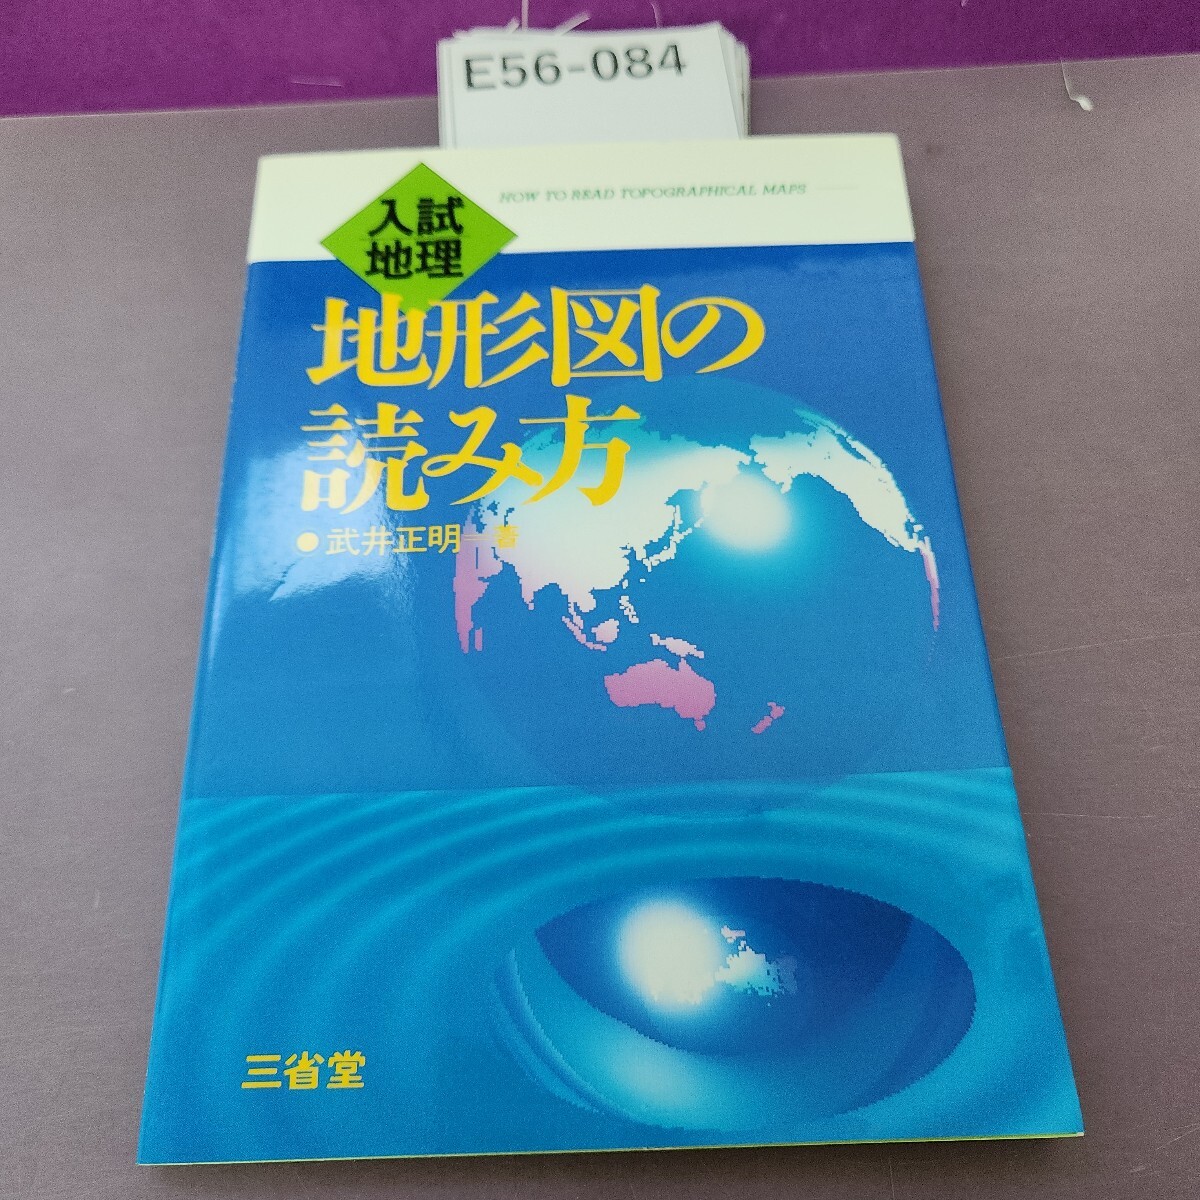 E56-084
HOW TO READ TOPOGRAPHICAL MAPS
入試
地理
地形図の
読み方
●武井正明－著
三省堂